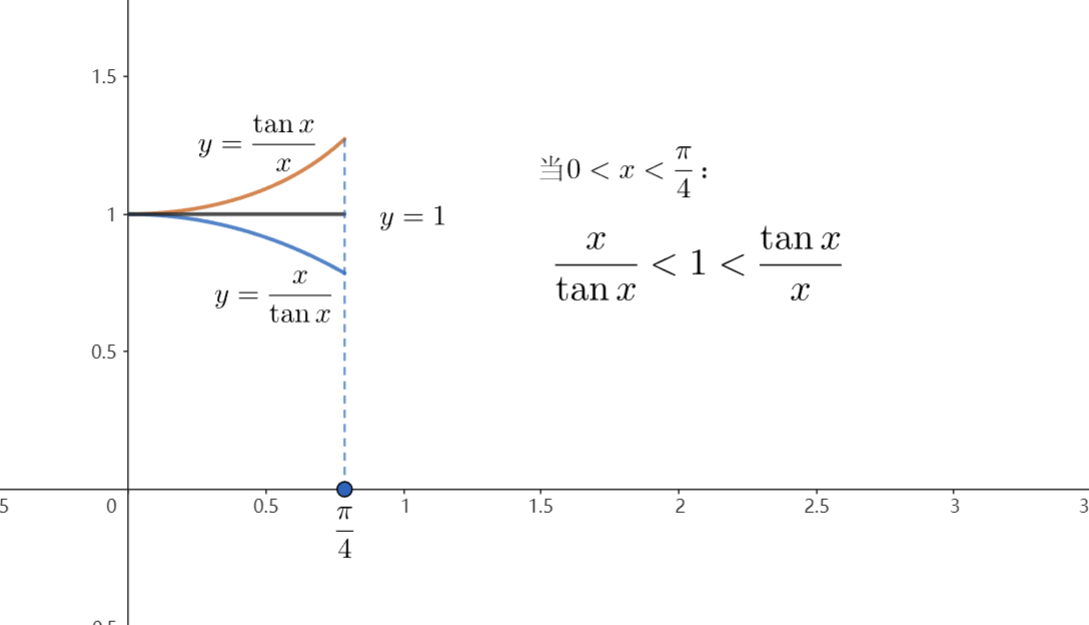 1.5
y = tan x / x
当0 < x < π/4：
1
y = 1
x / tan x < 1 < tan x / x
y = x / tan x
0.5
5 0 0.5 1 1.5 2 2.5 3 3
π/4